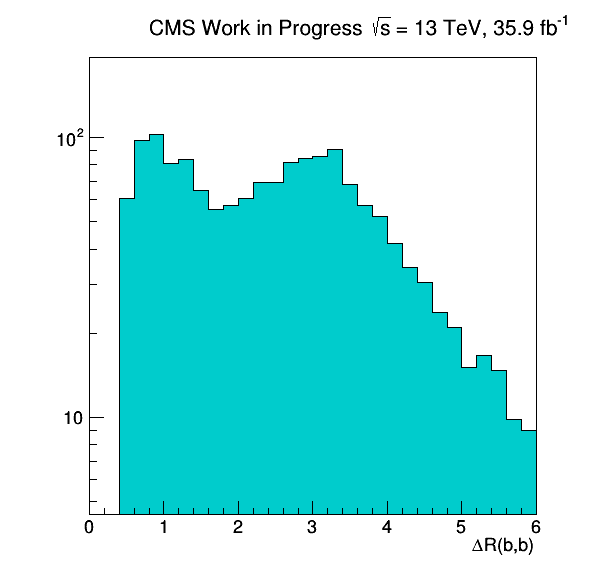 CMS Work in Progress √s = 13 TeV, 35.9 fb⁻¹
10²
10
0 1 2 3 4 5 6
ΔR(b,b)